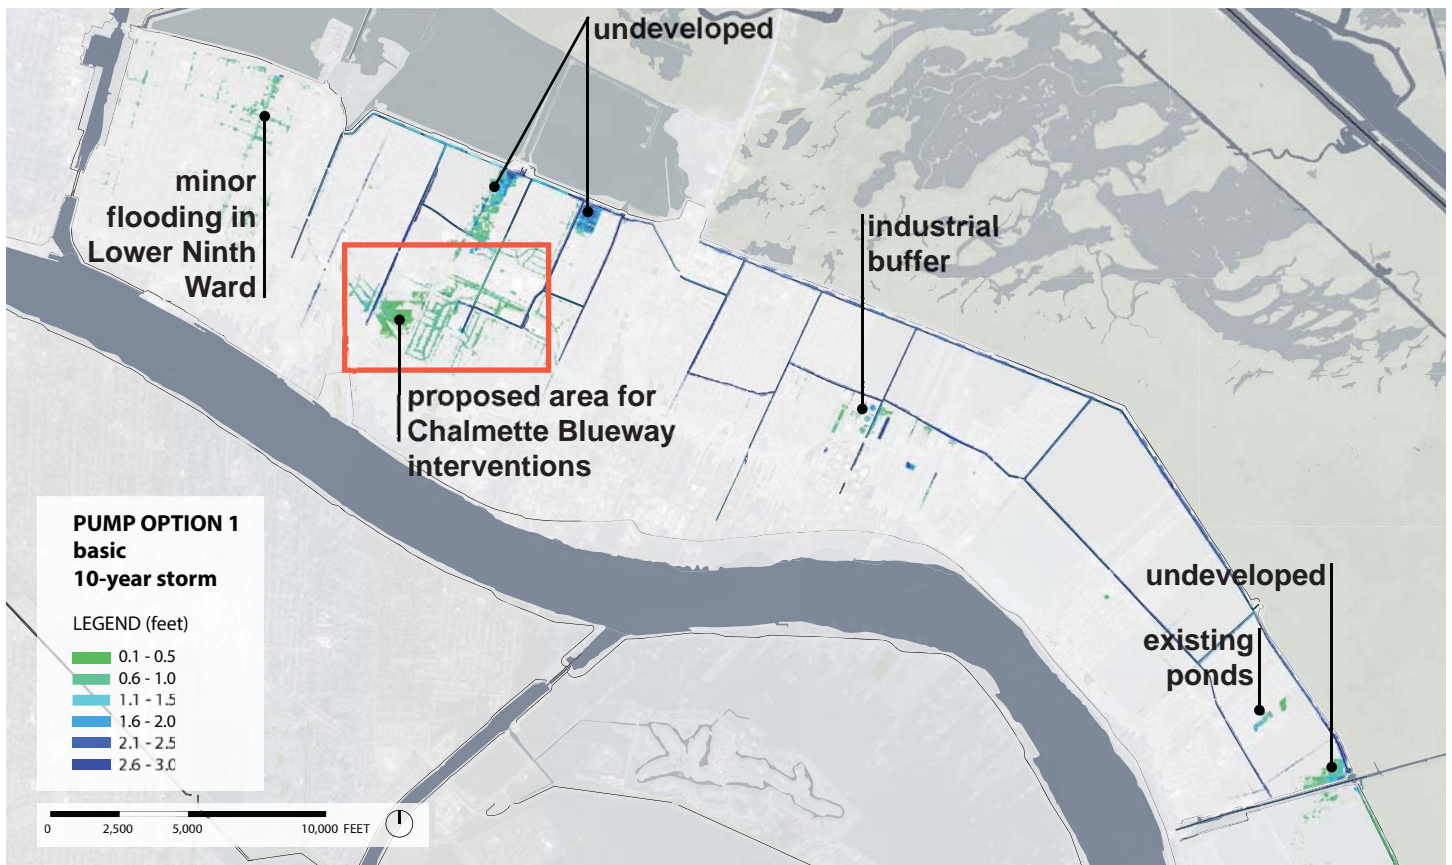 undeveloped
minor
flooding in
Lower Ninth
Ward
industrial
buffer
proposed area for
Chalmette Blueway
interventions
undeveloped
existing
ponds
PUMP OPTION 1
basic
10-year storm
LEGEND (feet)
0.1 - 0.5
0.6 - 1.0
1.1 - 1.5
1.6 - 2.0
2.1 - 2.5
2.6 - 3.0
0 2,500 5,000 10,000 FEET